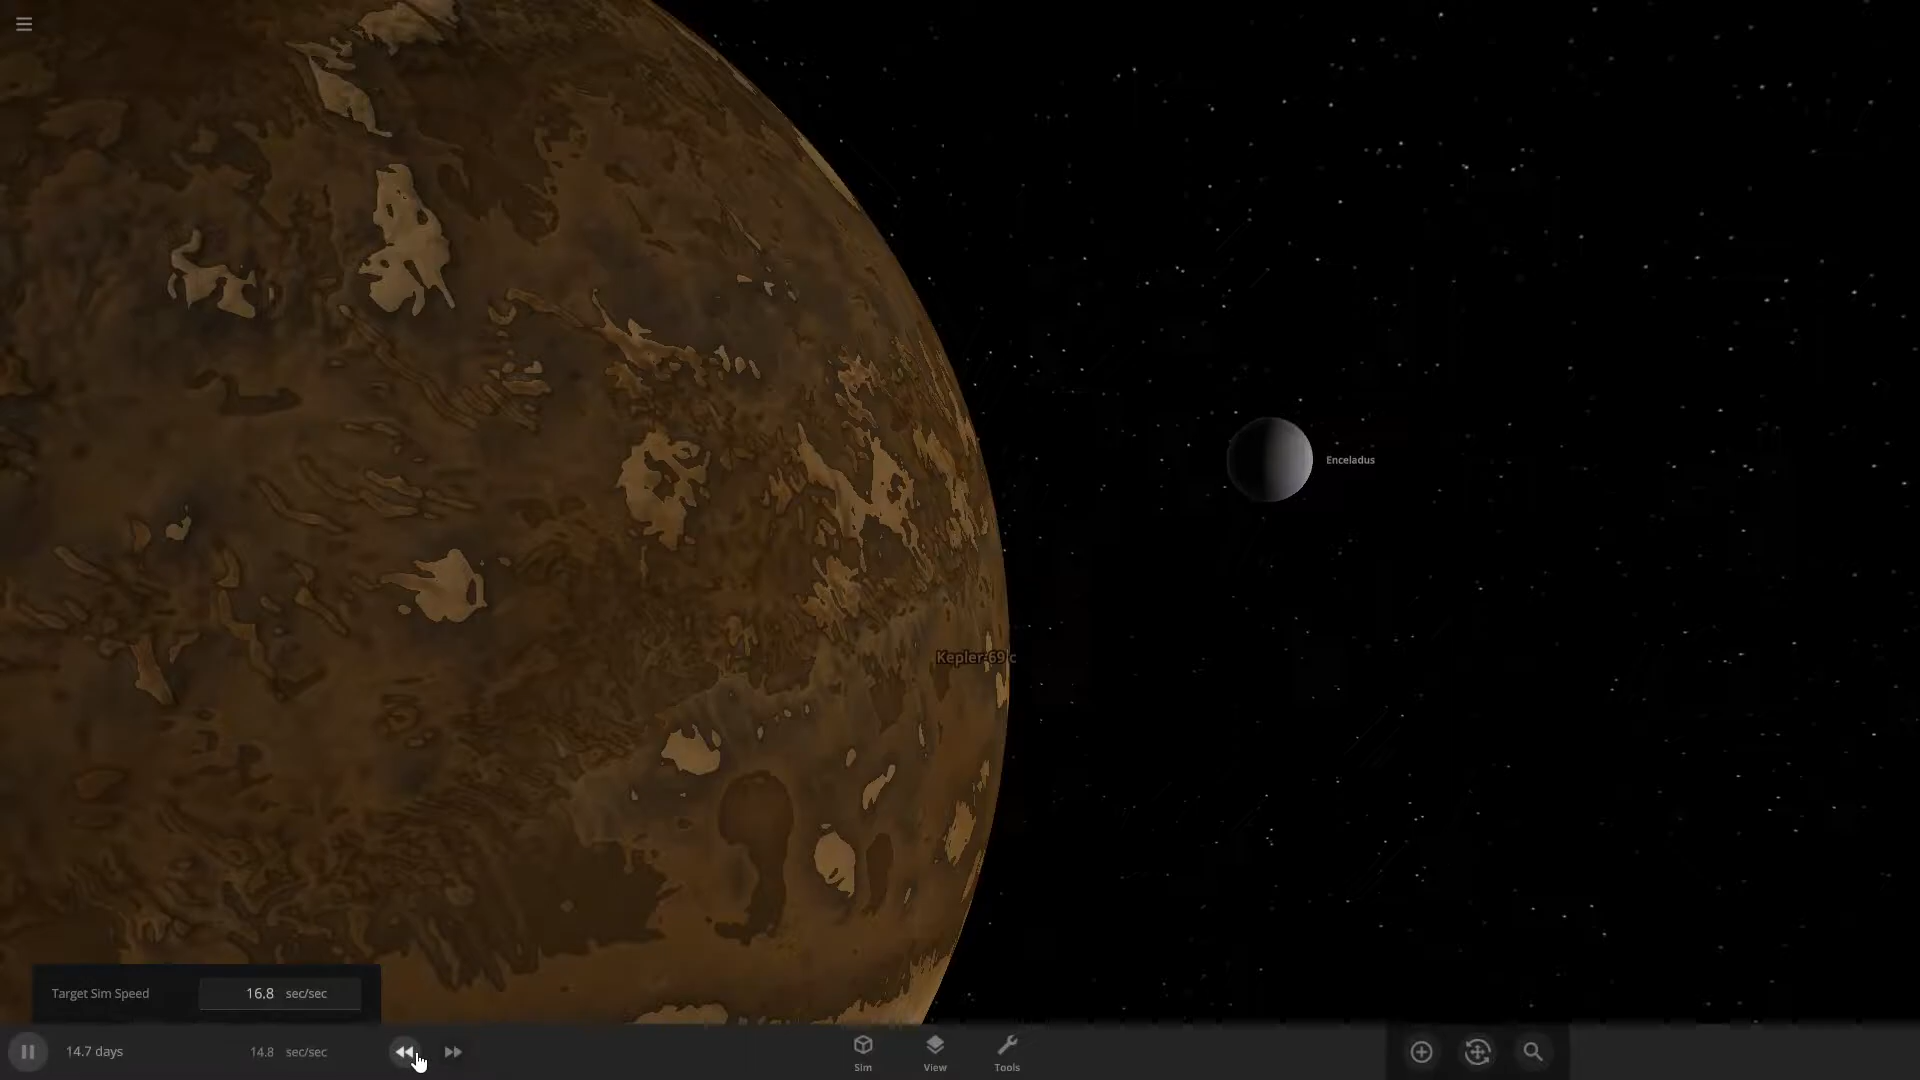 Enceladus
Kepler-69 c
Target Sim Speed 16.8 sec/sec
14.7 days 14.8 sec/sec
Sim View Tools